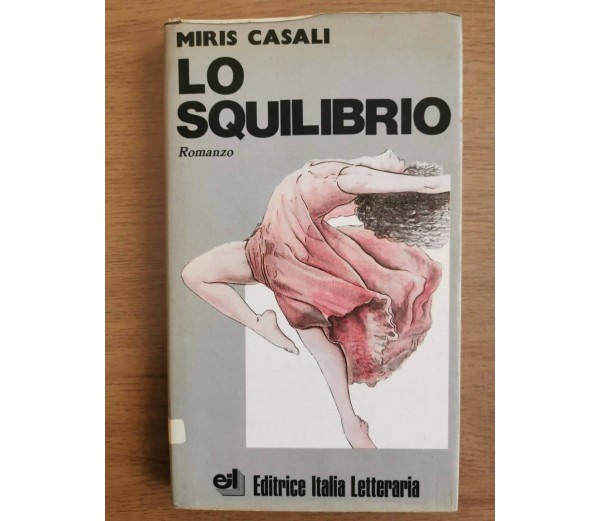 MIRIS CASALI
LO
SQUILIBRIO
Romanzo
eil Editrice Italia Letteraria